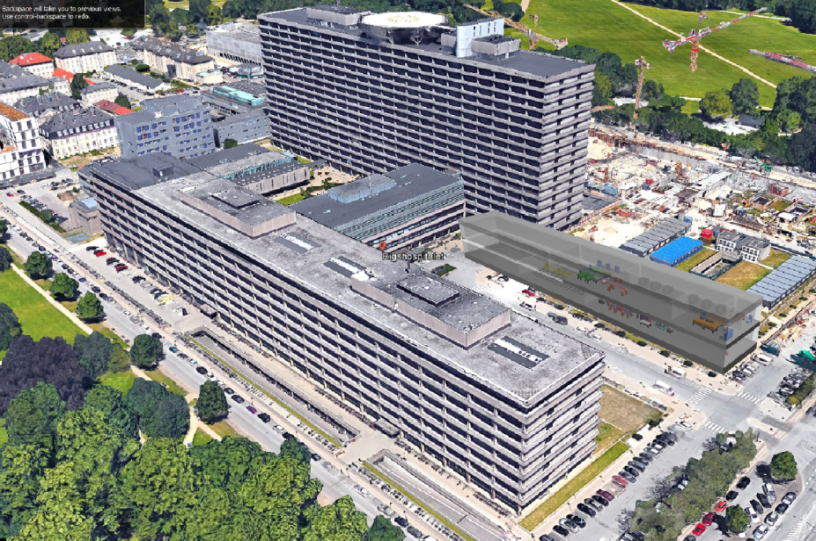 Backspace will take you to previous views.
Use control-backspace to redo.
Rigshospitalet